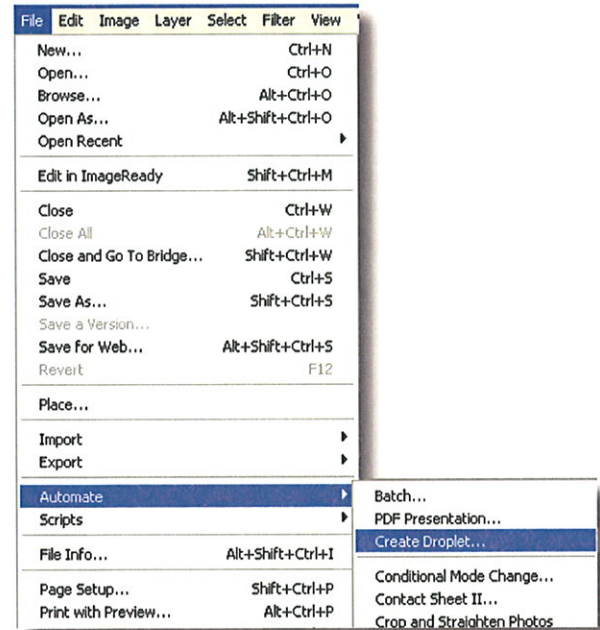 File Edit Image Layer Select Filter View
New... Ctrl+N
Open... Ctrl+O
Browse... Alt+Ctrl+O
Open As... Alt+Shift+Ctrl+O
Open Recent
Edit in ImageReady Shift+Ctrl+M
Close Ctrl+W
Close All Alt+Ctrl+W
Close and Go To Bridge... Shift+Ctrl+W
Save Ctrl+S
Save As... Shift+Ctrl+S
Save a Version...
Save for Web... Alt+Shift+Ctrl+S
Revert F12
Place...
Import
Export
Automate
Scripts
File Info... Alt+Shift+Ctrl+I
Page Setup... Shift+Ctrl+P
Print with Preview... Alt+Ctrl+P
Batch...
PDF Presentation...
Create Droplet...
Conditional Mode Change...
Contact Sheet II...
Crop and Straighten Photos